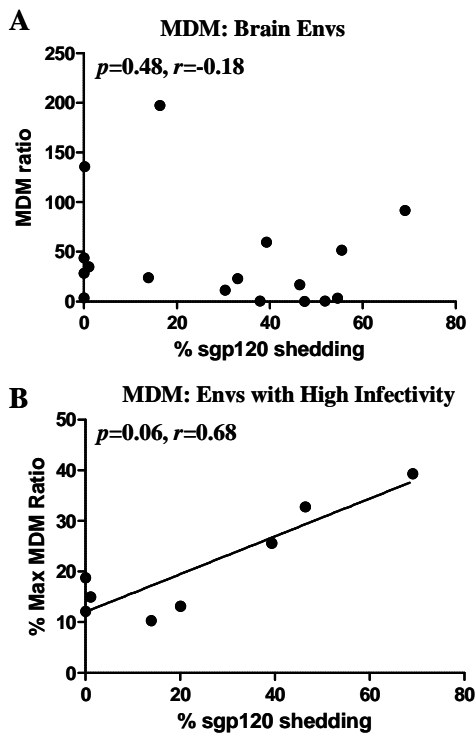 A
MDM: Brain Envs
p=0.48, r=-0.18
MDM ratio
250
200
150
100
50
0
0 20 40 60 80
% sgp120 shedding
B
MDM: Envs with High Infectivity
p=0.06, r=0.68
% Max MDM Ratio
50
40
30
20
10
0
0 20 40 60 80
% sgp120 shedding